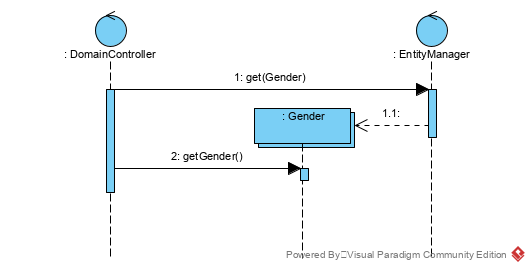 : DomainController
: EntityManager
1: get(Gender)
: Gender
1.1:
2: getGender()
Powered By Visual Paradigm Community Edition